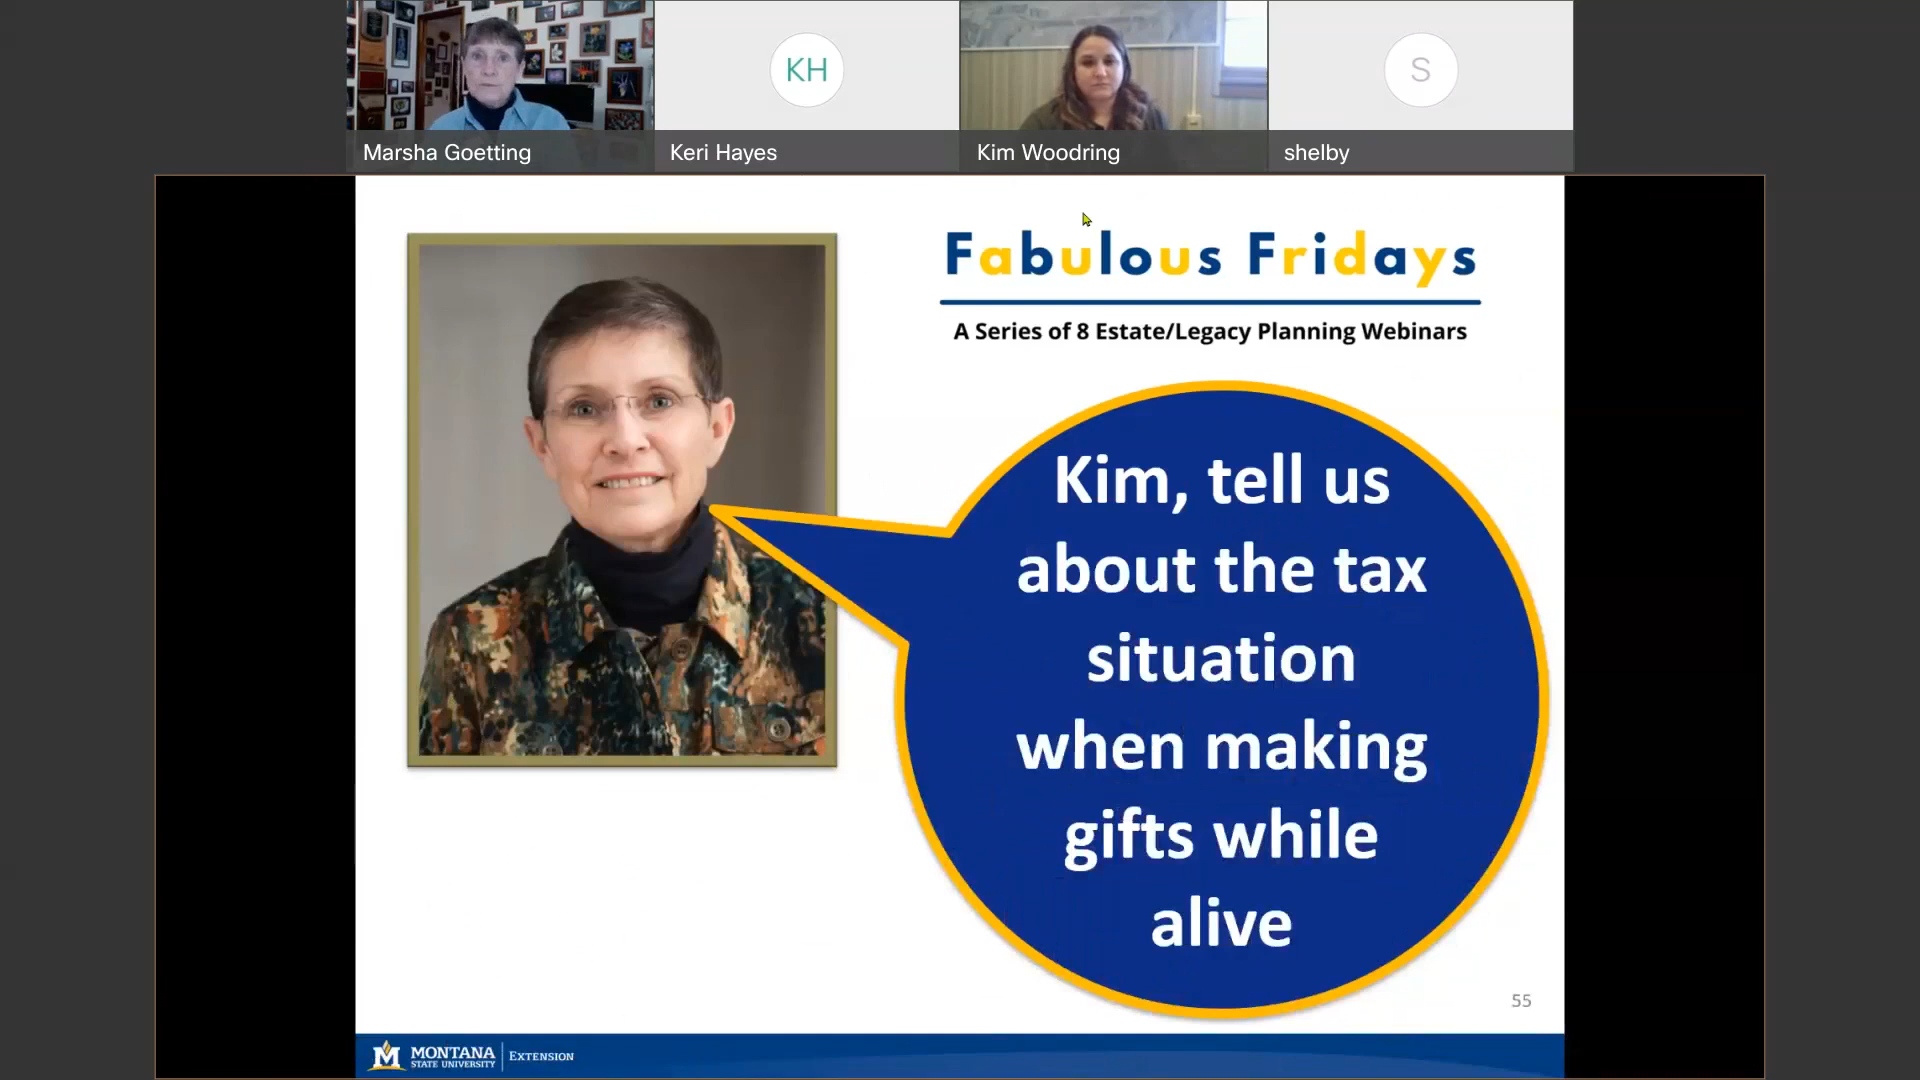 KH
S
Marsha Goetting
Keri Hayes
Kim Woodring
shelby
Fabulous Fridays
A Series of 8 Estate/Legacy Planning Webinars
Kim, tell us
about the tax
situation
when making
gifts while
alive
55
M
MONTANA
STATE UNIVERSITY
EXTENSION